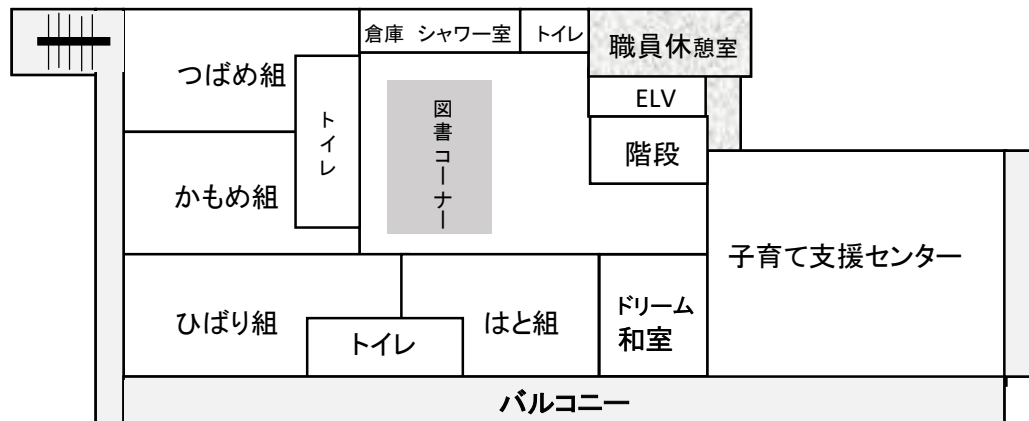 倉庫 シャワー室
トイレ
職員休憩室
つばめ組
トイレ
図書コーナー
ELV
階段
かもめ組
子育て支援センター
ひばり組
トイレ
はと組
ドリーム
和室
バルコニー